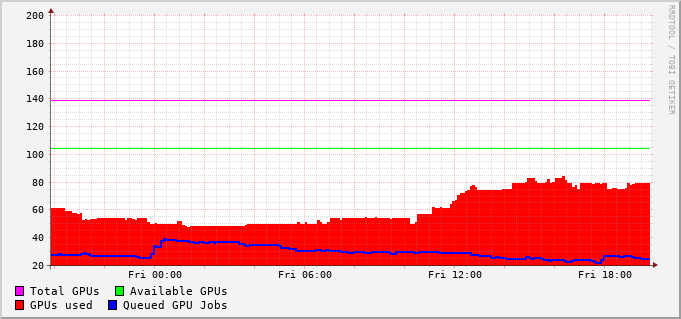 RRDTOOL / TOBI OETIKER
200
180
160
140
120
100
80
60
40
20
Fri 00:00 Fri 06:00 Fri 12:00 Fri 18:00
Total GPUs Available GPUs
GPUs used Queued GPU Jobs